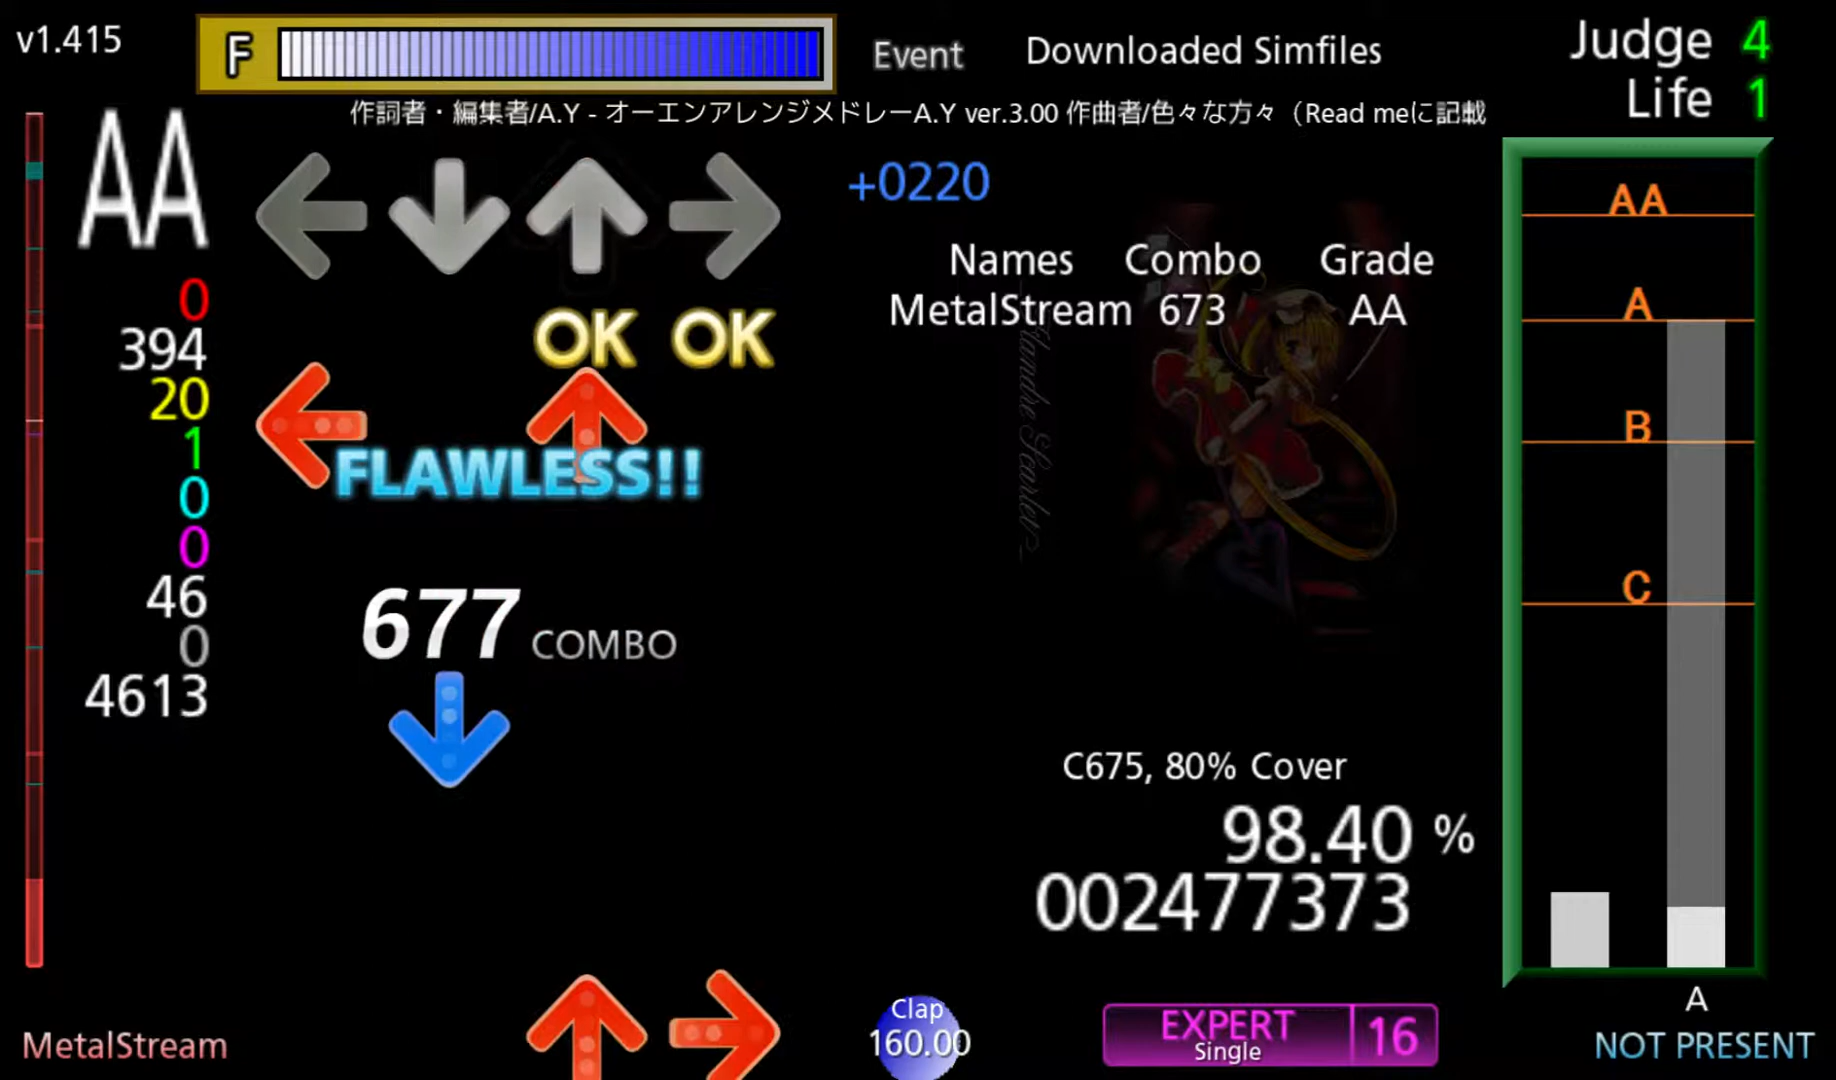 v1.415
F
Event
Downloaded Simfiles
Judge 4
Life 1
作詞者・編集者/A.Y - オーエンアレンジメドレーA.Y ver.3.00 作曲者/色々な方々（Read meに記載
AA
+0220
AA
Names Combo Grade
MetalStream 673 AA
0
394
20
1
0
0
46
0
4613
OK OK
FLAWLESS!!
677 COMBO
A
B
C
C675, 80% Cover
98.40 %
002477373
Clap
160.00
EXPERT
Single
16
A
MetalStream
NOT PRESENT